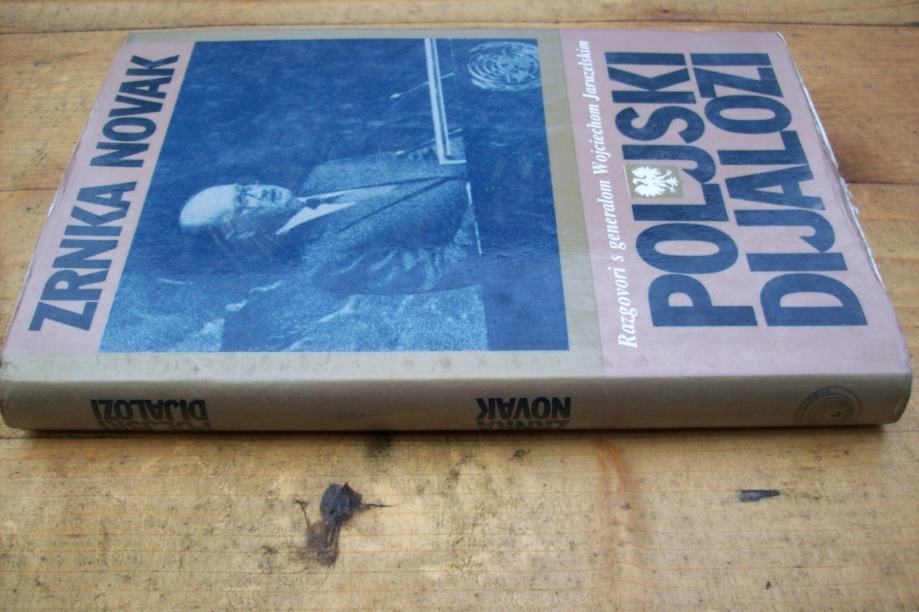 ZRNKA NOVAK
Razgovori s generalom Wojciechom Jaruzelskim
POLJSKI
DIJALOZI
POLJSKI
DIJALOZI
ZRNKA
NOVAK